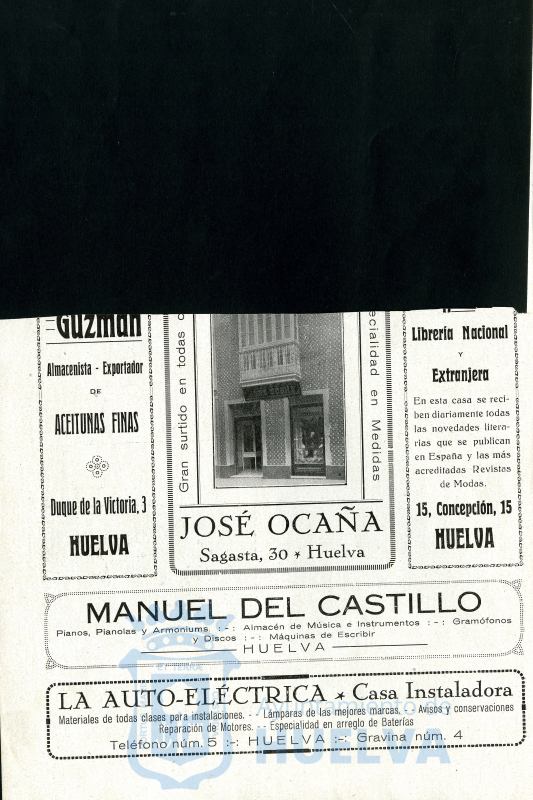 Guzmán
Almacenista - Exportador
DE
ACEITUNAS FINAS
Duque de la Victoria, 3
HUELVA
Gran surtido en todas
en Medidas
JOSÉ OCAÑA
Sagasta, 30 * Huelva
Librería Nacional
Y
Extranjera
En esta casa se reci-
ben diariamente todas
las novedades litera-
rias que se publican
en España y las más
acreditadas Revistas
de Modas.
15, Concepción, 15
HUELVA
MANUEL DEL CASTILLO
Pianos, Pianolas y Armoniums :-: Almacén de Música e Instrumentos :-: Gramófonos
y Discos :-: Máquinas de Escribir
HUELVA
LA AUTO-ELÉCTRICA * Casa Instaladora
Materiales de todas clases para instalaciones. - - Lámparas de las mejores marcas. - - Avisos y conservaciones
Reparación de Motores. - - Especialidad en arreglo de Baterías
Teléfono núm. 5 :-: HUELVA :-: Gravina núm. 4
Ayuntamiento de
HUELVA